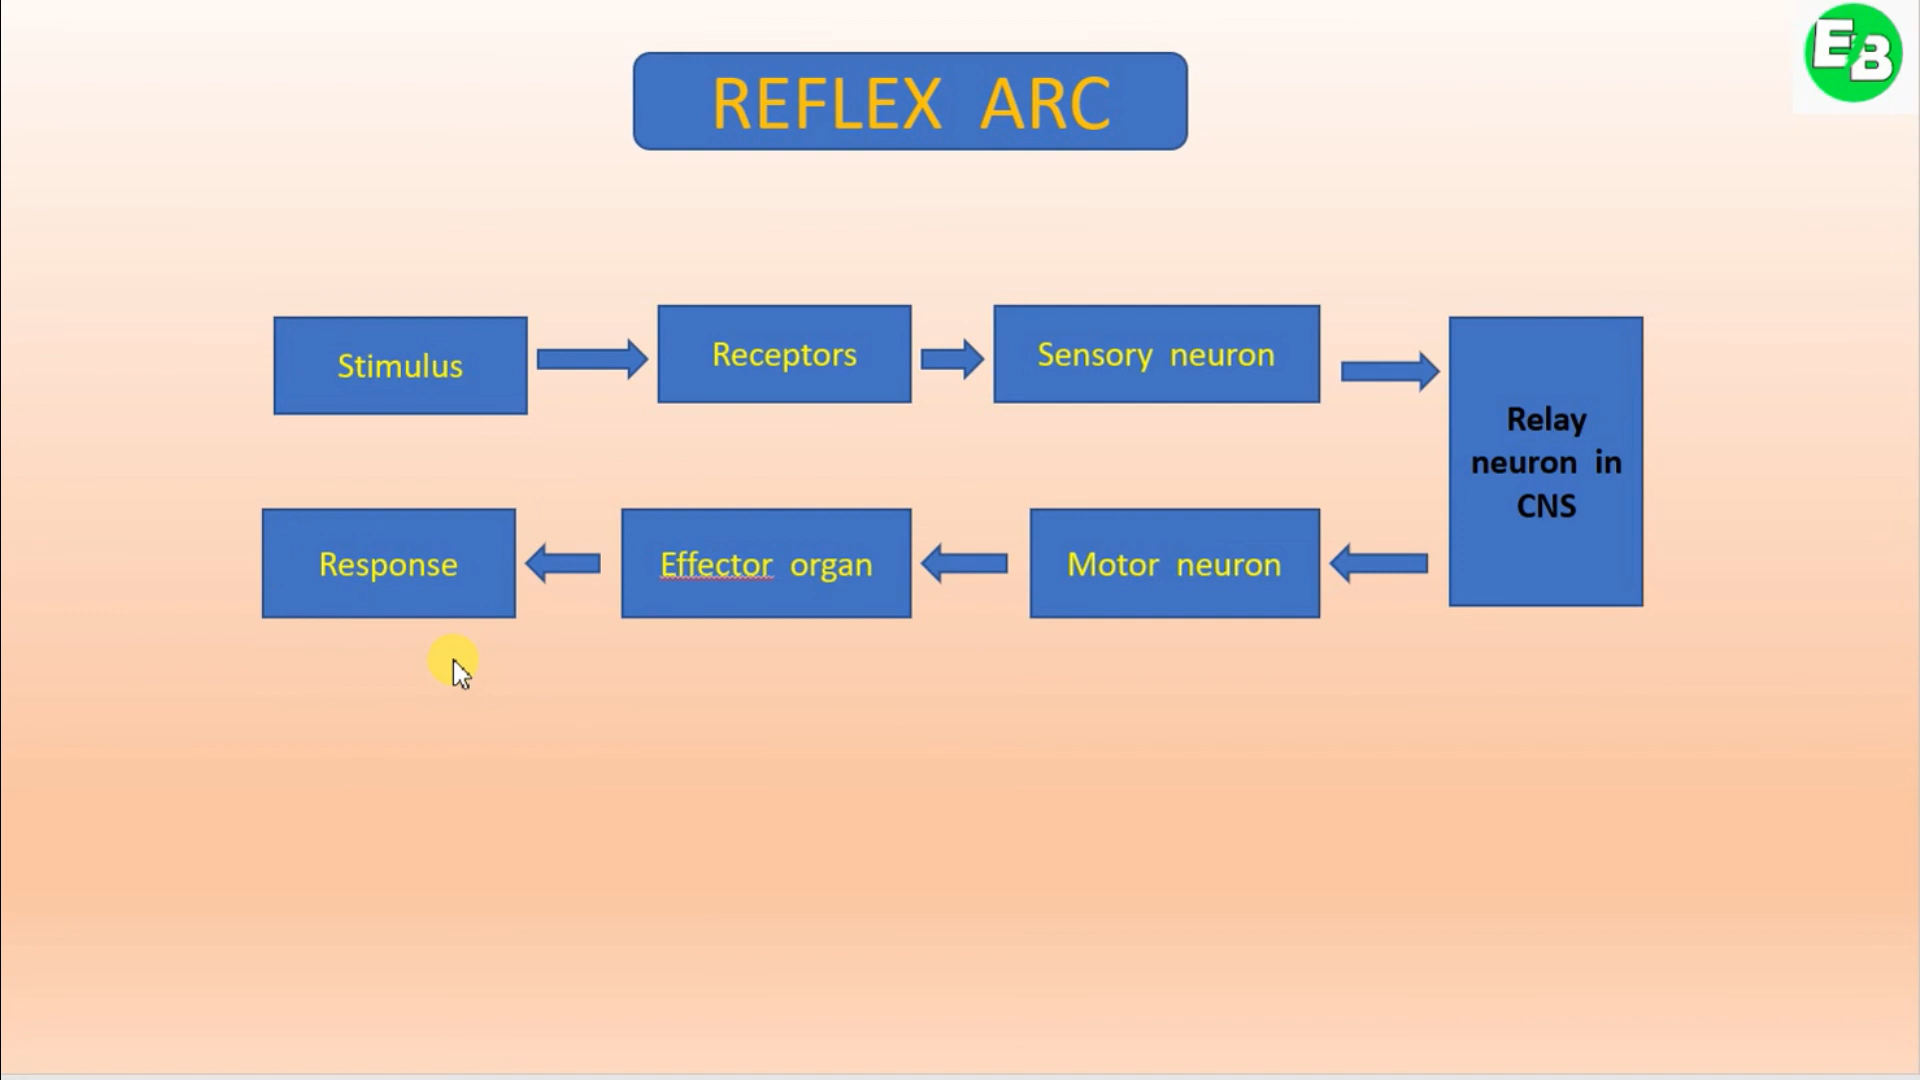 REFLEX ARC
EB
Stimulus
Receptors
Sensory neuron
Relay
neuron in
CNS
Response
Effector organ
Motor neuron